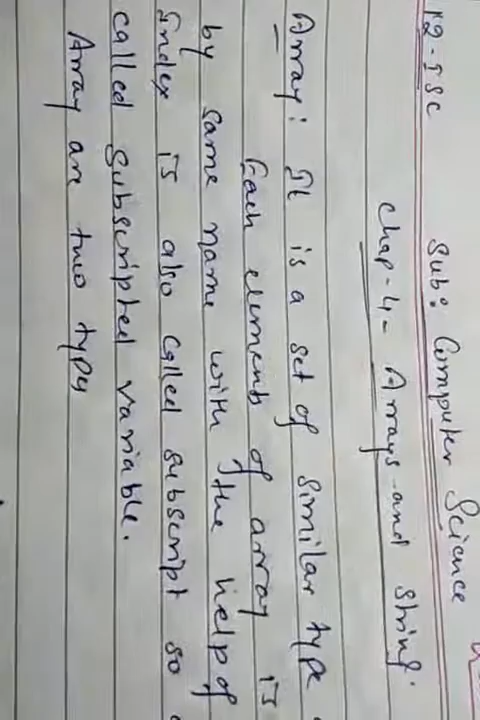 12-ISC
Sub: Computer Science
Chap-4- Arrays and String.
Array: It is a set of similar type
Each elements of array is
by same name with the help of
Index is also called subscript so
called subscripted variable.
Array are two types